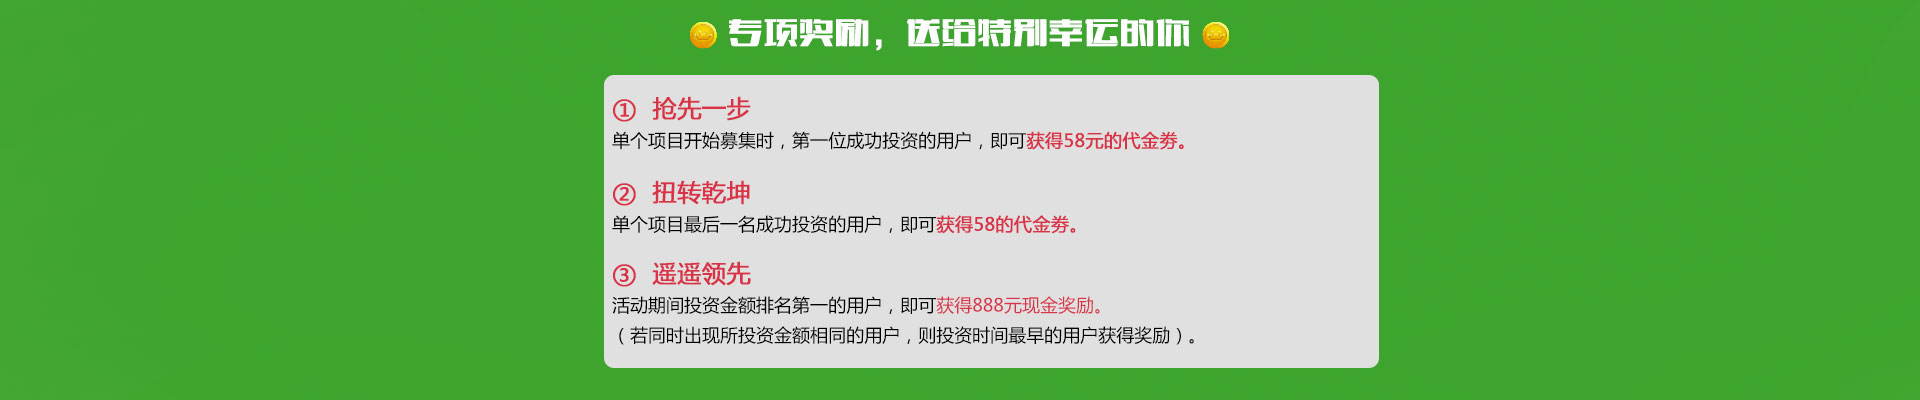 专项奖励，送给特别幸运的你
① 抢先一步
单个项目开始募集时，第一位成功投资的用户，即可获得58元的代金券。
② 扭转乾坤
单个项目最后一名成功投资的用户，即可获得58的代金券。
③ 遥遥领先
活动期间投资金额排名第一的用户，即可获得888元现金奖励。
（若同时出现所投资金额相同的用户，则投资时间最早的用户获得奖励）。